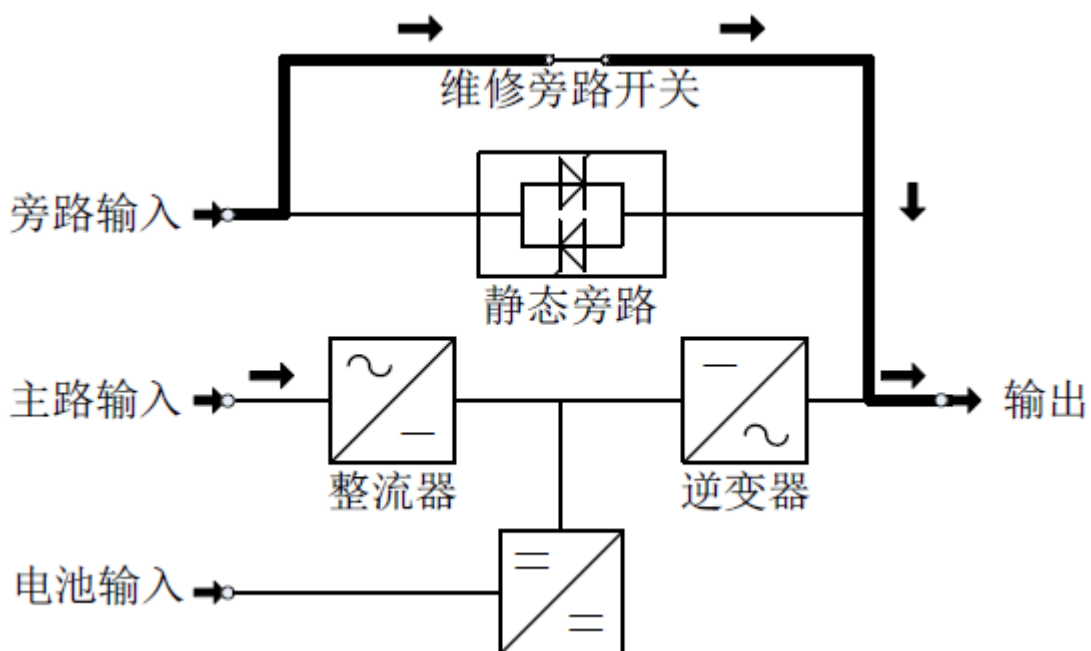 维修旁路开关
旁路输入
静态旁路
主路输入
输出
整流器
逆变器
电池输入